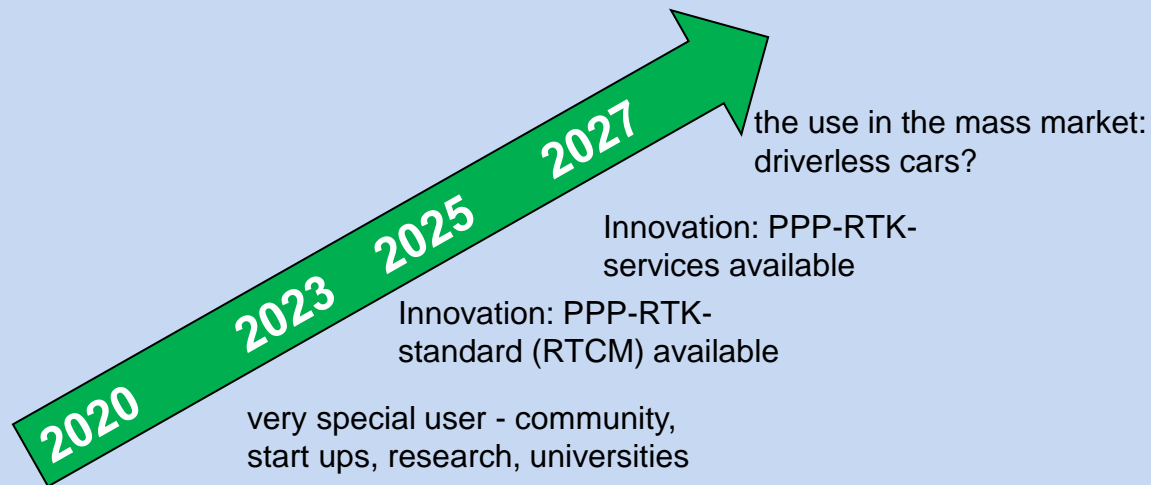 2027
the use in the mass market:
driverless cars?
2025
Innovation: PPP-RTK-
services available
2023
Innovation: PPP-RTK-
standard (RTCM) available
2020
very special user - community,
start ups, research, universities